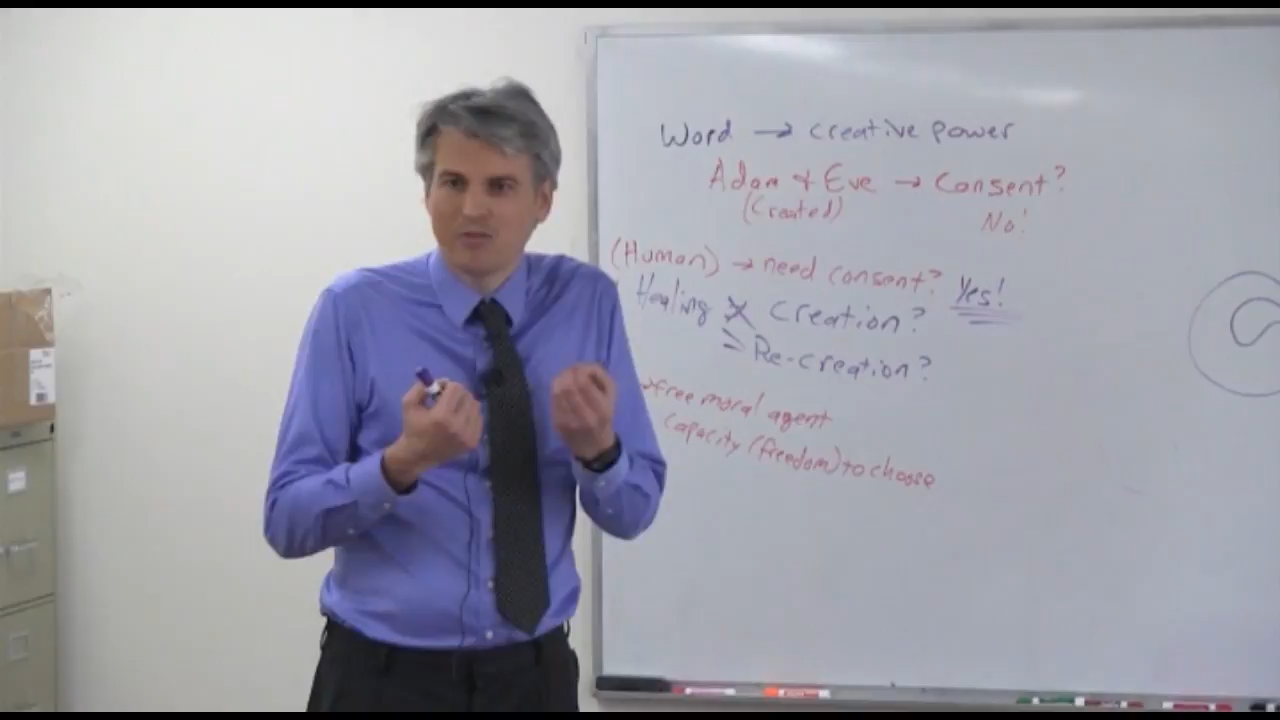 Word → creative power
Adam & Eve → Consent?
(Created) No!
(Human) → need consent? Yes!
Healing creation?
Re-creation?
→ free moral agent
capacity (freedom) to choose